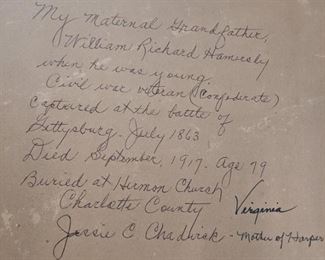 My Maternal Grandfather,
William Richard Hamersly
when he was young.
Civil war veteran (Confederate)
Captured at the battle of
Gettysburg. July 1863
Died September, 1917. Age 79
Buried at Hermon Church
Charlotte County Virginia
Jessie C Chadwick - Mother of Harper